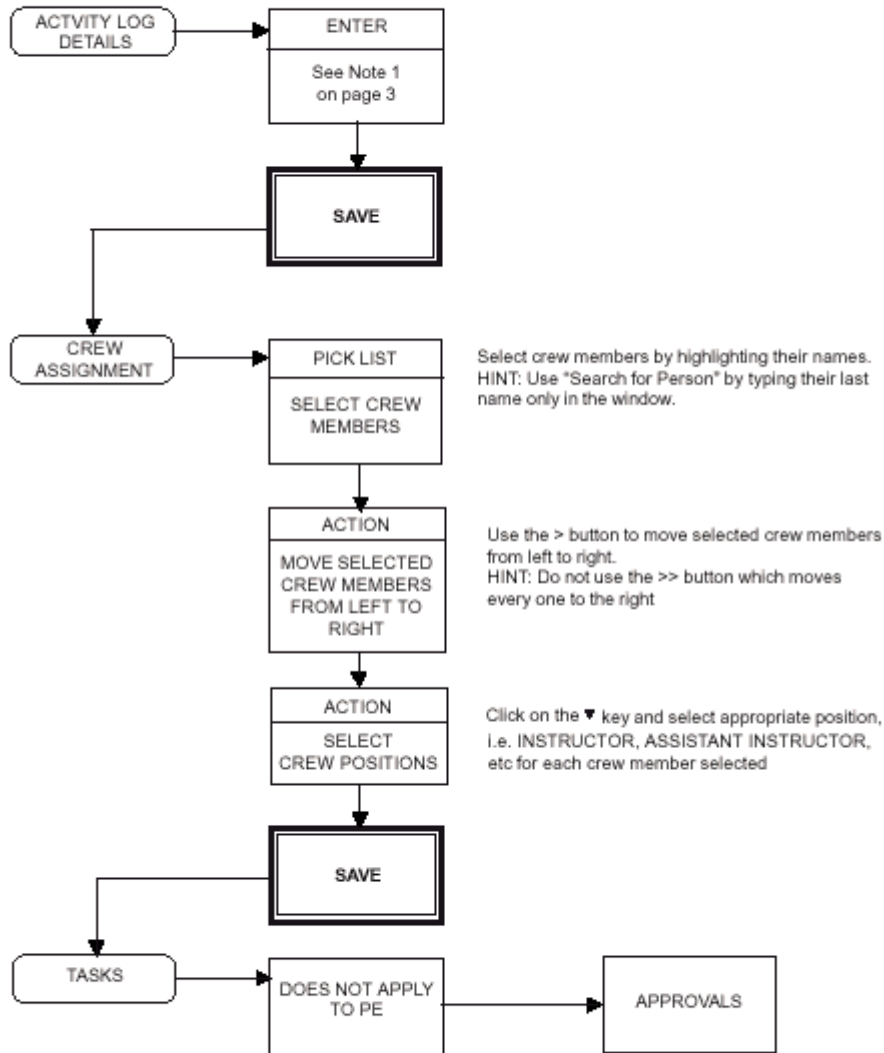 ACTVITY LOG
DETAILS
ENTER
See Note 1
on page 3
SAVE
CREW
ASSIGNMENT
PICK LIST
SELECT CREW
MEMBERS
Select crew members by highlighting their names.
HINT: Use "Search for Person" by typing their last
name only in the window.
ACTION
MOVE SELECTED
CREW MEMBERS
FROM LEFT TO
RIGHT
Use the > button to move selected crew members
from left to right.
HINT: Do not use the >> button which moves
every one to the right
ACTION
SELECT
CREW POSITIONS
Click on the ▼ key and select appropriate position,
i.e. INSTRUCTOR, ASSISTANT INSTRUCTOR,
etc for each crew member selected
SAVE
TASKS
DOES NOT APPLY
TO PE
APPROVALS